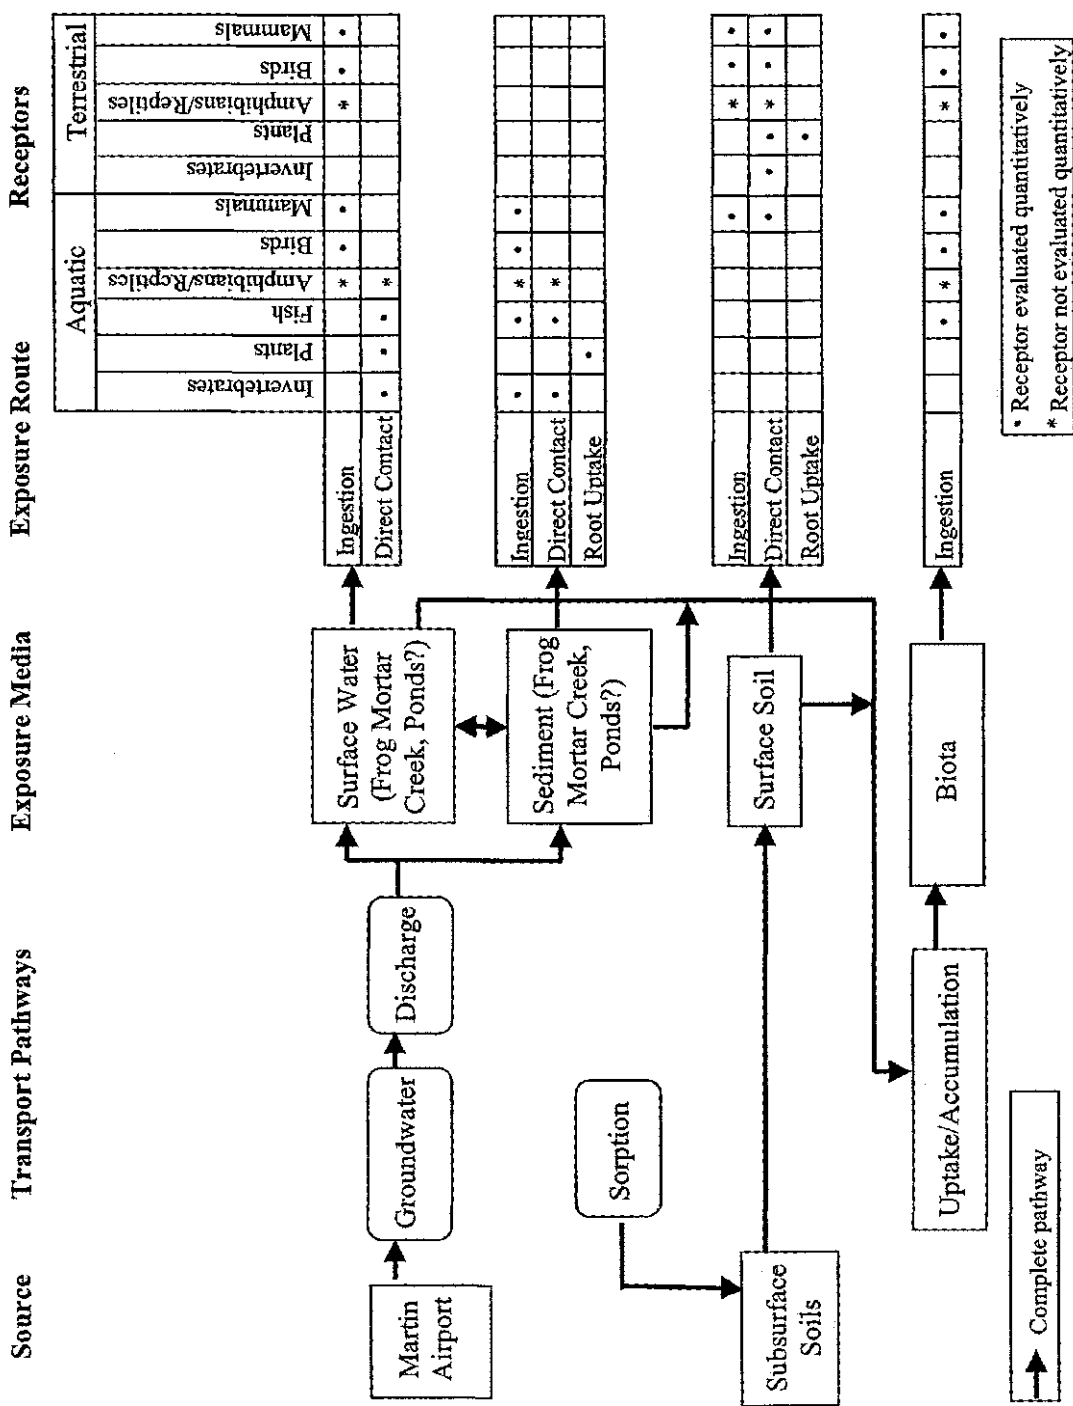 Source Transport Pathways Exposure Media Exposure Route Receptors
Aquatic Terrestrial
Invertebrates
Plants
Fish
Amphibians/Reptiles
Birds
Mammals
Invertebrates
Plants
Amphibians/Reptiles
Birds
Mammals
Martin
Airport
Groundwater
Discharge
Surface Water
(Frog Mortar
Creek, Ponds?)
Ingestion * • • * • •
Direct Contact • • • *
Sediment (Frog
Mortar Creek,
Ponds?)
Ingestion • • * • •
Direct Contact • • *
Root Uptake •
Sorption
Subsurface
Soils
Surface Soil
Ingestion • * • •
Direct Contact • • • * • •
Root Uptake •
Uptake/Accumulation
Biota
Ingestion • * • • * • •
Complete pathway
• Receptor evaluated quantitatively
* Receptor not evaluated quantitatively